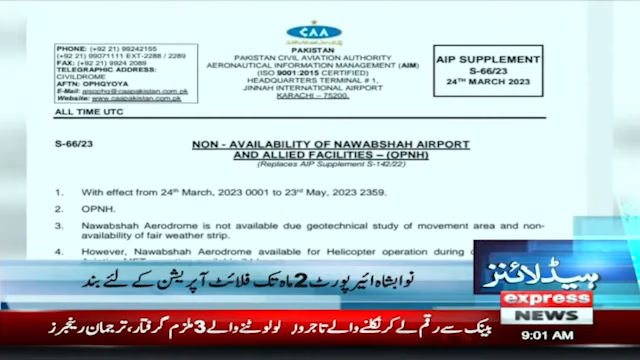 CAA
PHONE: (+92 21) 99242155
(+92 21) 99071111 EXT-2288 / 2289
FAX: (+92 21) 9924 2089
TELEGRAPHIC ADDRESS:
CIVILDROME
AFTN: OPHQYOYA
E-Mail: aisophq@caapakistan.com.pk
Website: www.caapakistan.com.pk
PAKISTAN
PAKISTAN CIVIL AVIATION AUTHORITY
AERONAUTICAL INFORMATION MANAGEMENT (AIM)
(ISO 9001:2015 CERTIFIED)
HEADQUARTERS TERMINAL # 1,
JINNAH INTERNATIONAL AIRPORT
KARACHI – 75200.
AIP SUPPLEMENT
S-66/23
24TH MARCH 2023
ALL TIME UTC
S-66/23
NON - AVAILABILITY OF NAWABSHAH AIRPORT
AND ALLIED FACILITIES – (OPNH)
(Replaces AIP Supplement S-142/22)
1. With effect from 24th March, 2023 0001 to 23rd May, 2023 2359.
2. OPNH.
3. Nawabshah Aerodrome is not available due geotechnical study of movement area and non-
availability of fair weather strip.
4. However, Nawabshah Aerodrome available for Helicopter operation during
نوابشاہ ائیرپورٹ 2 ماہ تک فلائٹ آپریشن کے لئے بند
ہیڈلائنز
express
NEWS
9:01 AM
بینک سے رقم لے کر نکلنے والے تاجروں کو لوٹنے والے 3 ملزم گرفتار، ترجمان رینجرز